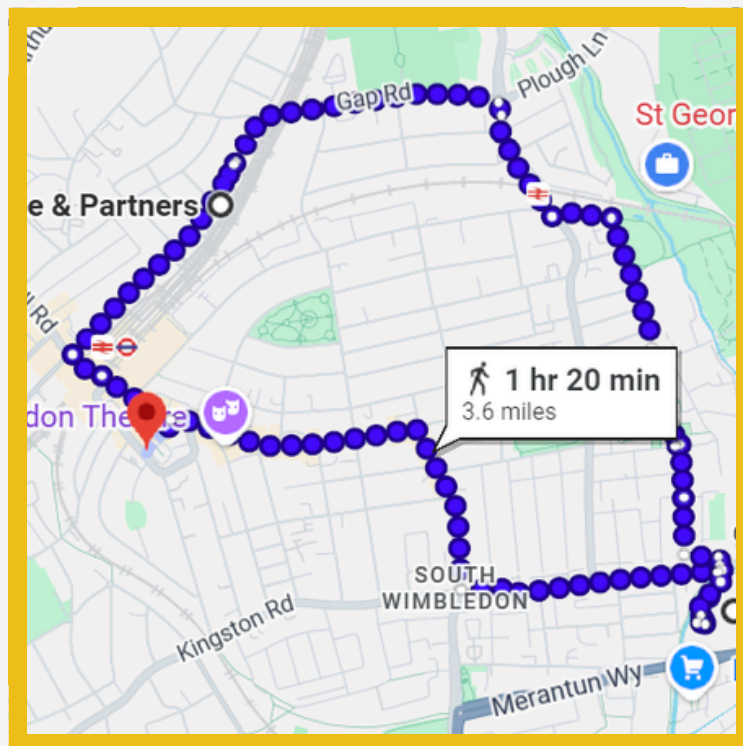 Gap Rd
Plough Ln
St Geor
e & Partners
ll Rd
1 hr 20 min
3.6 miles
don Theatre
SOUTH
WIMBLEDON
Kingston Rd
Merantun Wy